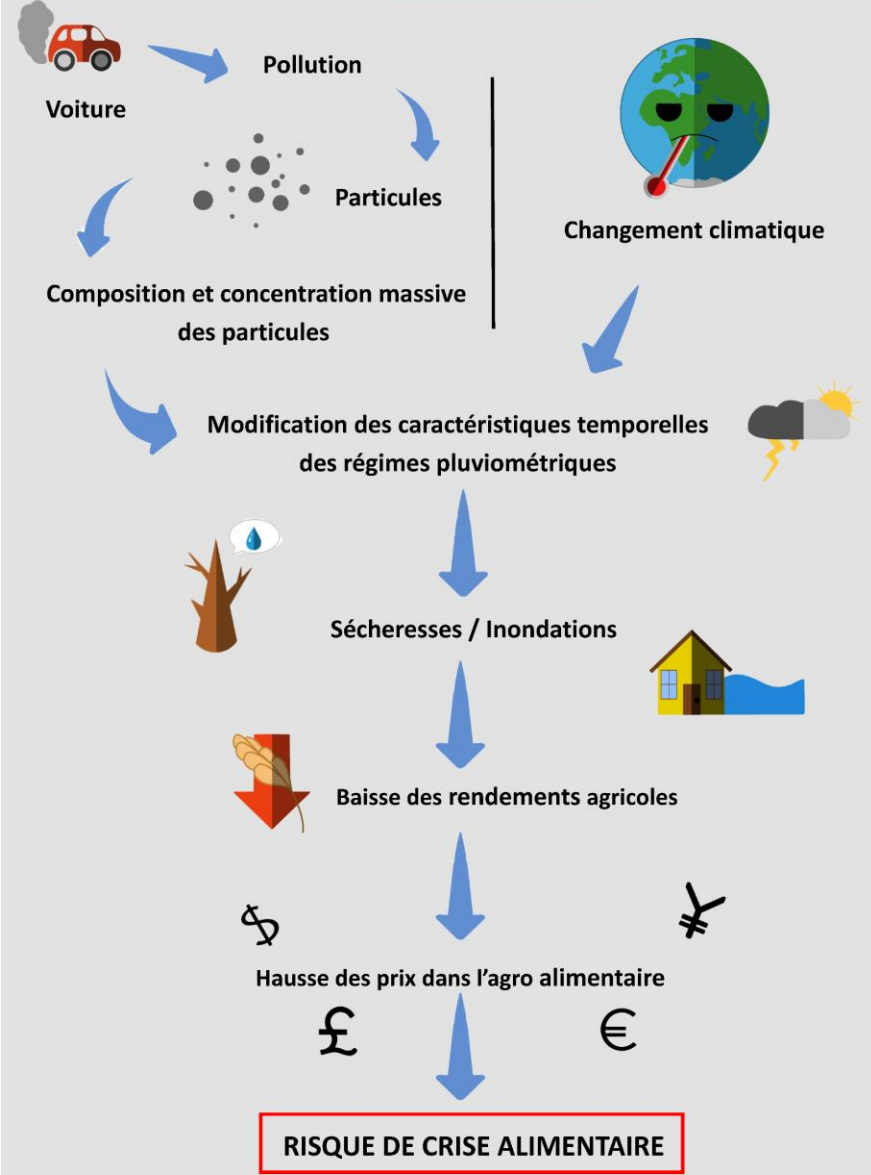 Voiture
Pollution
Particules
Composition et concentration massive
des particules
Changement climatique
Modification des caractéristiques temporelles
des régimes pluviométriques
Sécheresses / Inondations
Baisse des rendements agricoles
$
¥
Hausse des prix dans l’agro alimentaire
£
€
RISQUE DE CRISE ALIMENTAIRE